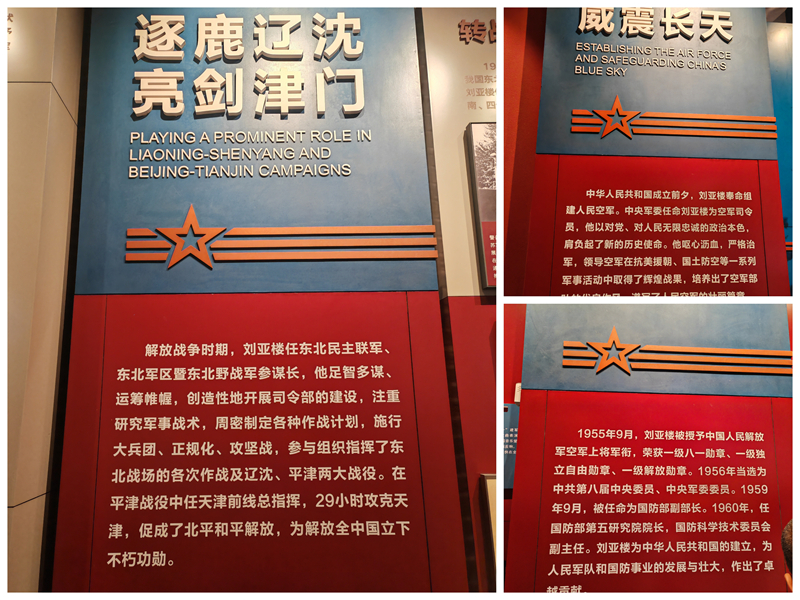 逐鹿辽沈
亮剑津门
PLAYING A PROMINENT ROLE IN
LIAONING-SHENYANG AND
BEIJING-TIANJIN CAMPAIGNS
解放战争时期，刘亚楼任东北民主联军、
东北军区暨东北野战军参谋长，他足智多谋、
运筹帷幄，创造性地开展司令部的建设，注重
研究军事战术，周密制定各种作战计划，施行
大兵团、正规化、攻坚战，参与组织指挥了东
北战场的各次作战及辽沈、平津两大战役。在
平津战役中任天津前线总指挥，29小时攻克天
津，促成了北平和平解放，为解放全中国立下
不朽功勋。
转战
威震长天
ESTABLISHING THE AIR FORCE
AND SAFEGUARDING CHINA'S
BLUE SKY
中华人民共和国成立前夕，刘亚楼奉命组
建人民空军。中央军委任命刘亚楼为空军司令
员，他以对党、对人民无限忠诚的政治本色，
肩负起了新的历史使命。他呕心沥血，严格治
军，领导空军在抗美援朝、国土防空等一系列
军事活动中取得了辉煌战果，培养出了空军部
1955年9月，刘亚楼被授予中国人民解放
军空军上将军衔，荣获一级八一勋章、一级独
立自由勋章、一级解放勋章。1956年当选为
中共第八届中央委员、中央军委委员。1959
年9月，被任命为国防部副部长。1960年，任
国防部第五研究院院长，国防科学技术委员会
副主任。刘亚楼为中华人民共和国的建立，为
人民军队和国防事业的发展与壮大，作出了卓
越贡献。